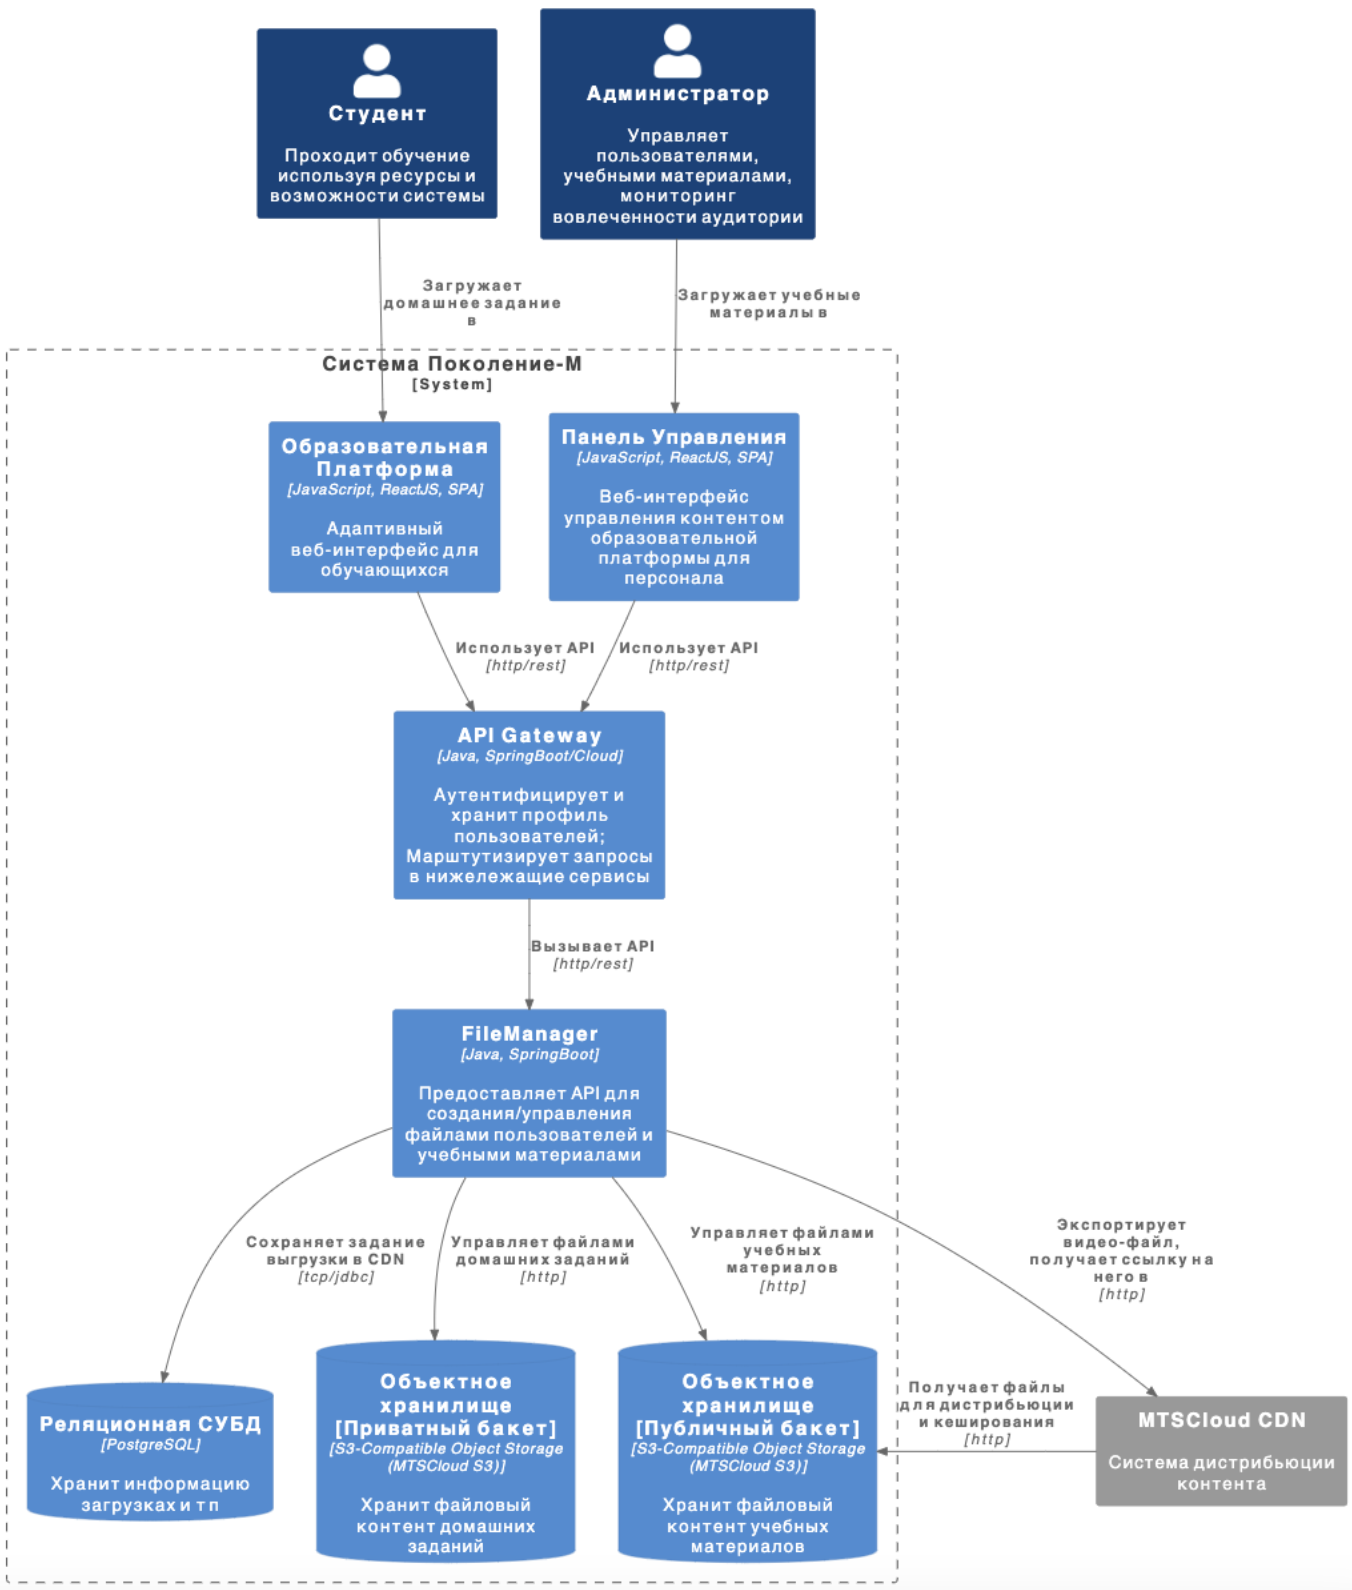 Студент
Проходит обучение
используя ресурсы и
возможности системы
Администратор
Управляет
пользователями,
учебными материалами,
мониторинг
вовлеченности аудитории
Загружает
домашнее задание
в
Загружает учебные
материалы в
Система Поколение-М
[System]
Образовательная
Платформа
[JavaScript, ReactJS, SPA]
Адаптивный
веб-интерфейс для
обучающихся
Панель Управления
[JavaScript, ReactJS, SPA]
Веб-интерфейс
управления контентом
образовательной
платформы для
персонала
Использует API
[http/rest]
Использует API
[http/rest]
API Gateway
[Java, SpringBoot/Cloud]
Аутентифицирует и
хранит профиль
пользователей;
Марштутизирует запросы
в нижележащие сервисы
Вызывает API
[http/rest]
FileManager
[Java, SpringBoot]
Предоставляет API для
создания/управления
файлами пользователей и
учебными материалами
Сохраняет задание
выгрузки в CDN
[tcp/jdbc]
Управляет файлами
домашних заданий
[http]
Управляет файлами
учебных
материалов
[http]
Экспортирует
видео-файл,
получает ссылку на
него в
[http]
Реляционная СУБД
[PostgreSQL]
Хранит информацию
загрузках и т п
Объектное
хранилище
[Приватный бакет]
[S3-Compatible Object Storage
(MTSCloud S3)]
Хранит файловый
контент домашних
заданий
Объектное
хранилище
[Публичный бакет]
[S3-Compatible Object Storage
(MTSCloud S3)]
Хранит файловый
контент учебных
материалов
Получает файлы
для дистрибьюции
и кеширования
[http]
MTSCloud CDN
Система дистрибьюции
контента